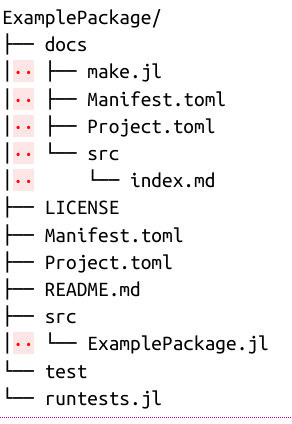 ExamplePackage/
├── docs
│·· ├── make.jl
│·· ├── Manifest.toml
│·· ├── Project.toml
│·· └── src
│··     └── index.md
├── LICENSE
├── Manifest.toml
├── Project.toml
├── README.md
├── src
│·· └── ExamplePackage.jl
└── test
└── runtests.jl